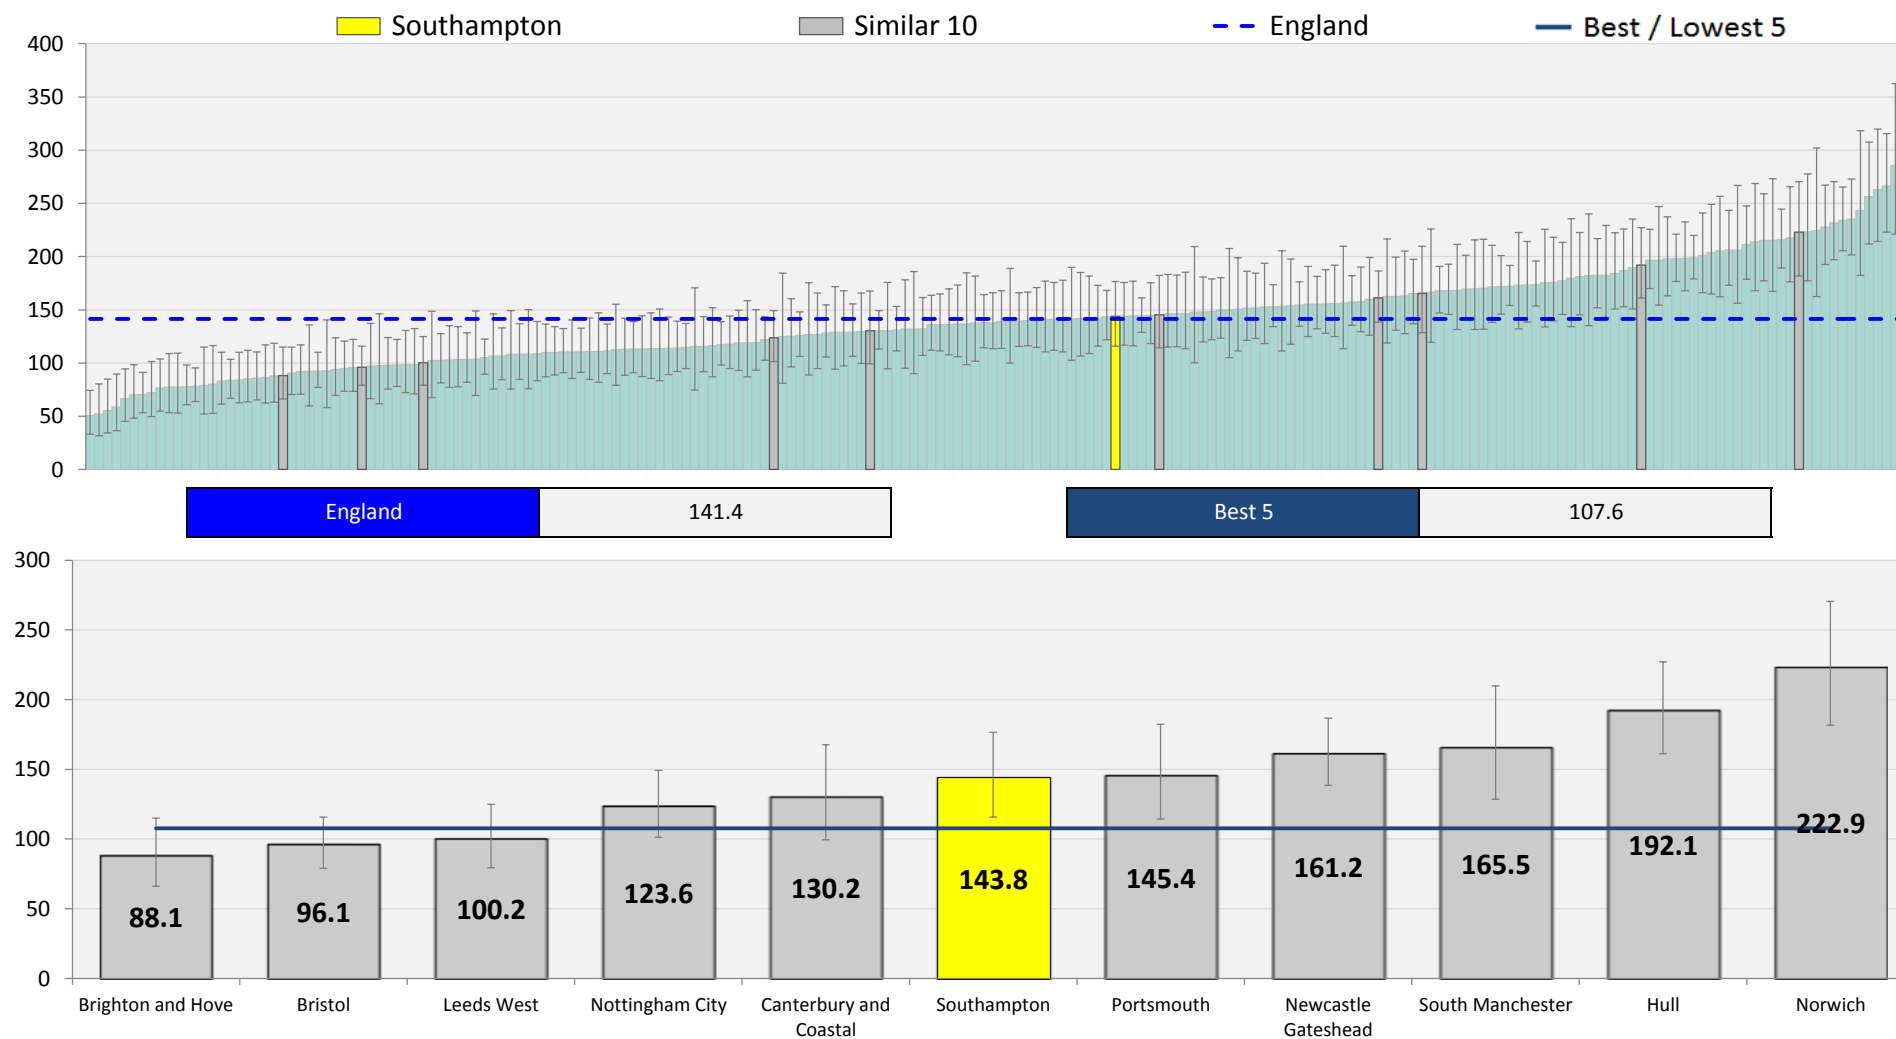 Southampton
Similar 10
England
Best / Lowest 5
400
350
300
250
200
150
100
50
0
England 141.4 Best 5 107.6
300
250
200
150
100
50
0
88.1 96.1 100.2 123.6 130.2 143.8 145.4 161.2 165.5 192.1 222.9
Brighton and Hove
Bristol
Leeds West
Nottingham City
Canterbury and
Coastal
Southampton
Portsmouth
Newcastle
Gateshead
South Manchester
Hull
Norwich